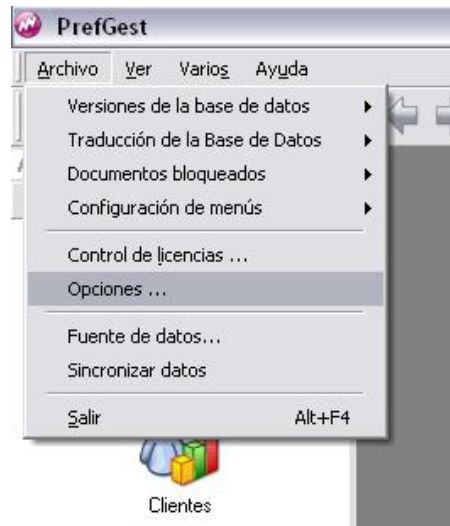 PrefGest
Archivo Ver Varios Ayuda
Versiones de la base de datos
Traducción de la Base de Datos
Documentos bloqueados
Configuración de menús
Control de licencias ...
Opciones ...
Fuente de datos...
Sincronizar datos
Salir Alt+F4
Clientes